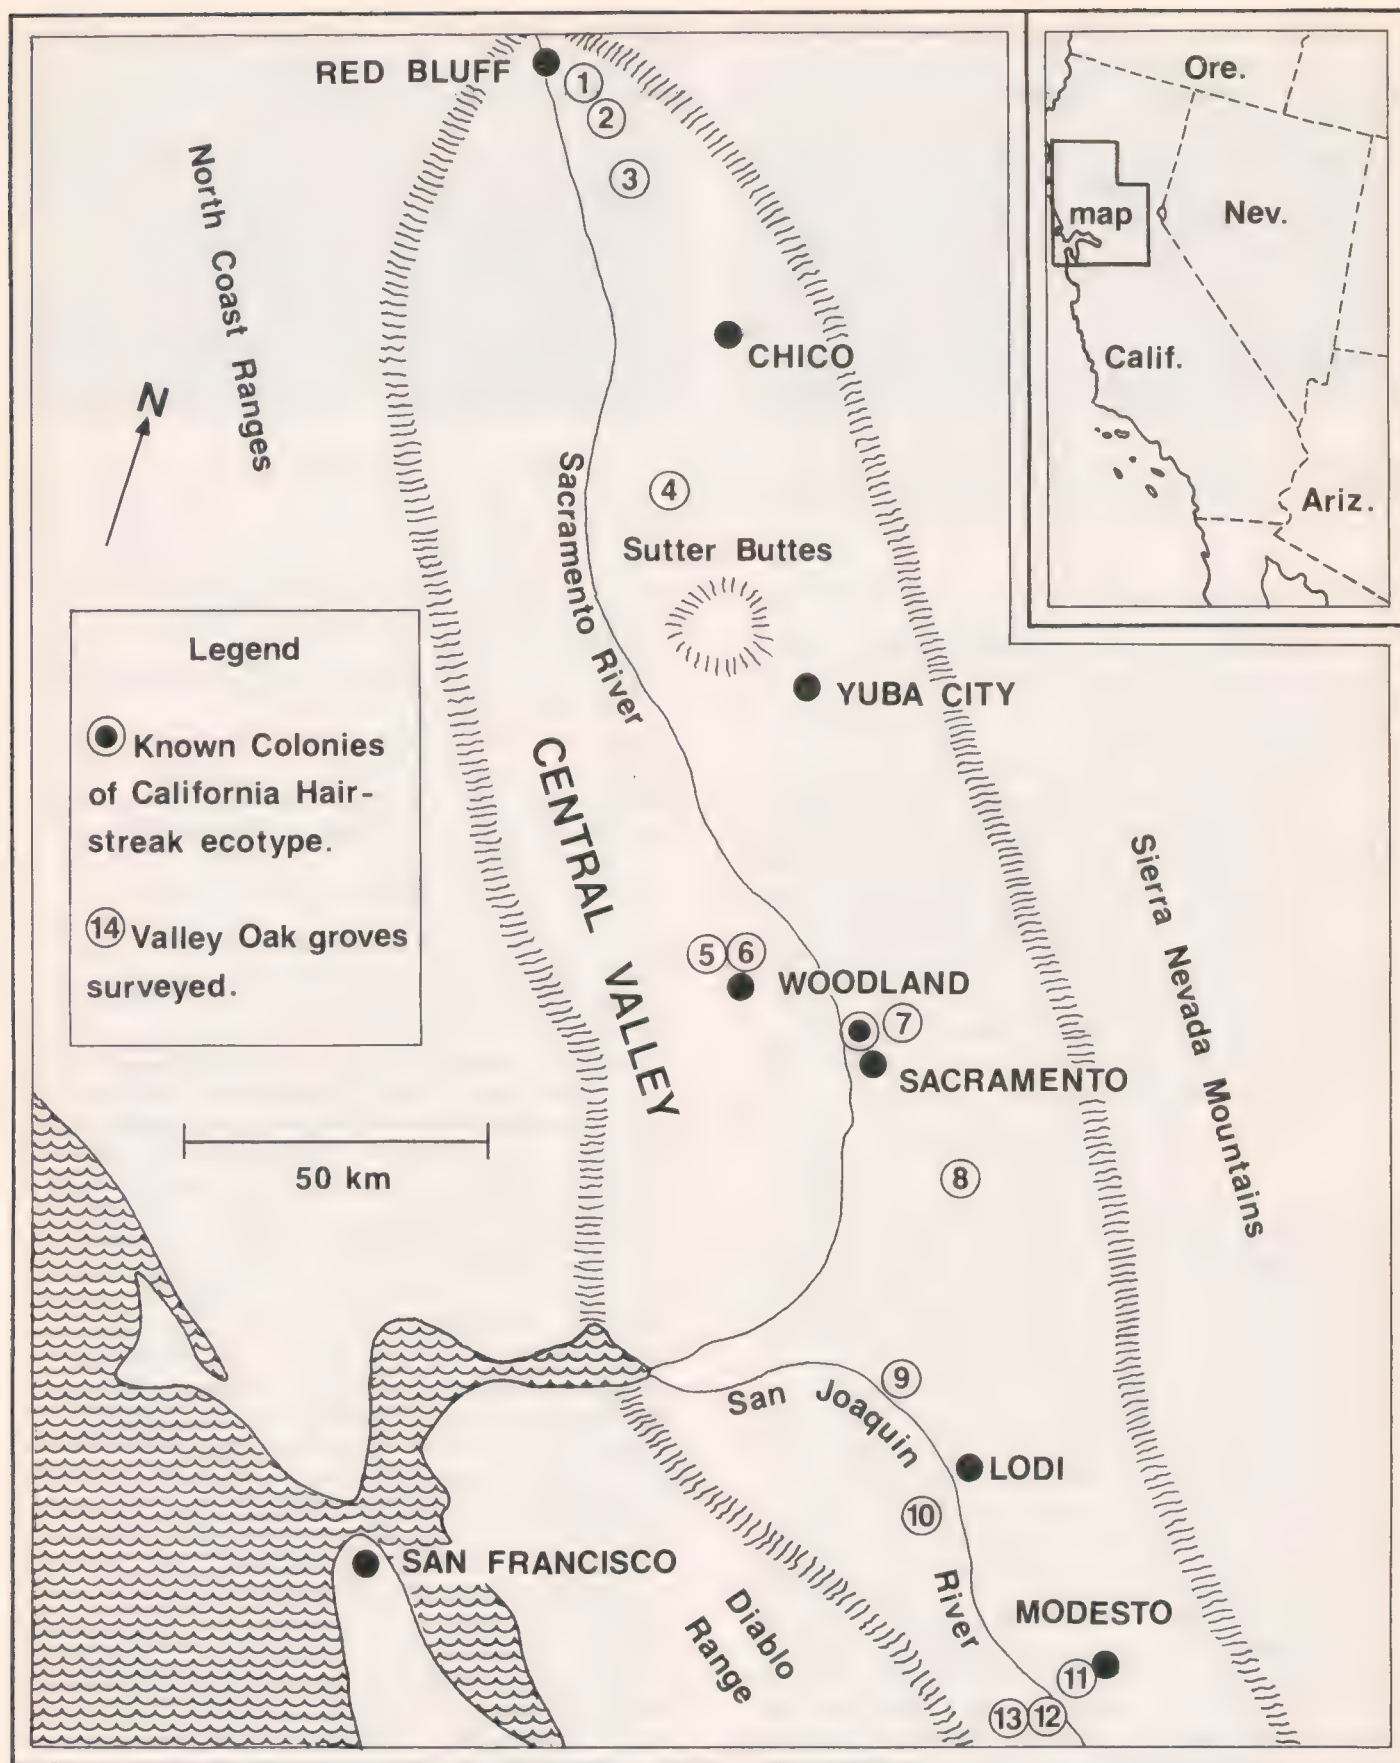 RED BLUFF
1
2
3
North Coast Ranges
N
CHICO
Sacramento River
4
Sutter Buttes
YUBA CITY
Ore.
map
Nev.
Calif.
Ariz.
Legend
Known Colonies
of California Hair-
streak ecotype.
14 Valley Oak groves
surveyed.
CENTRAL VALLEY
5
6
WOODLAND
7
SACRAMENTO
Sierra Nevada Mountains
50 km
8
9
San Joaquin River
LODI
10
SAN FRANCISCO
Diablo
Range
MODESTO
11
13
12